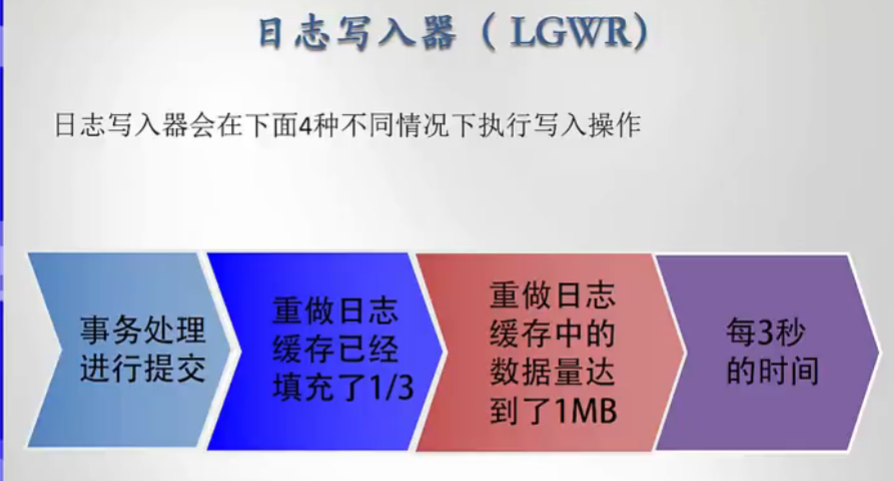 日志写入器（ LGWR）
日志写入器会在下面4种不同情况下执行写入操作
事务处理
进行提交
重做日志
缓存已经
填充了1/3
重做日志
缓存中的
数据量达
到了1MB
每3秒
的时间